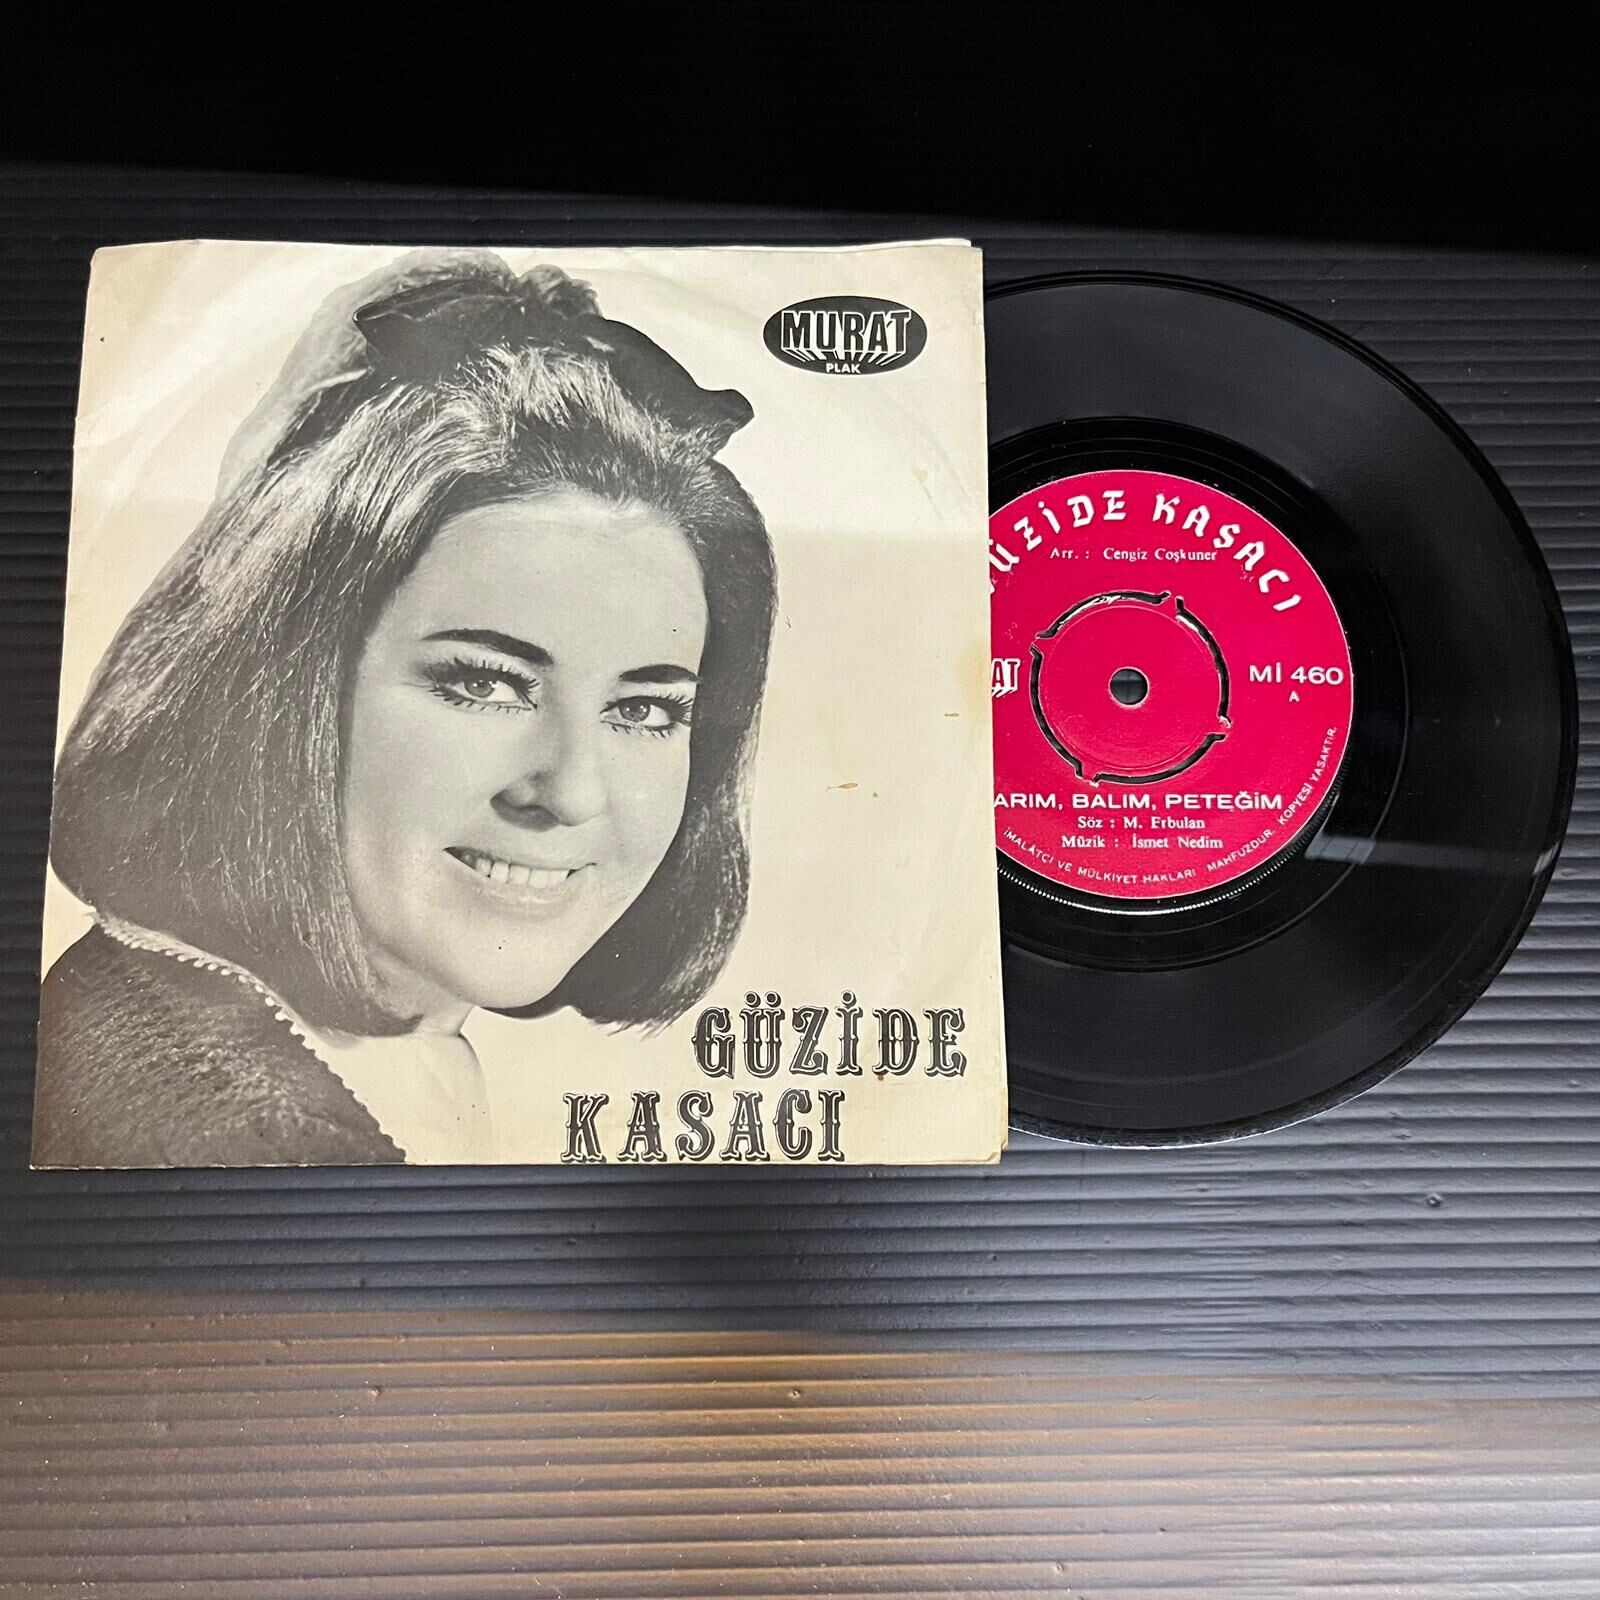 MURAT
PLAK
GÜZİDE
KASACI
ÜZİDE KAŞACI
Arr. : Cengiz Coşkuner
AT
Mİ 460
A
ARIM, BALIM, PETEĞİM
Söz : M. Erbulan
Müzik : İsmet Nedim
İMALÂTÇI VE MÜLKİYET HAKLARI MAHFUZDUR. KOPYESİ YASAKTIR.